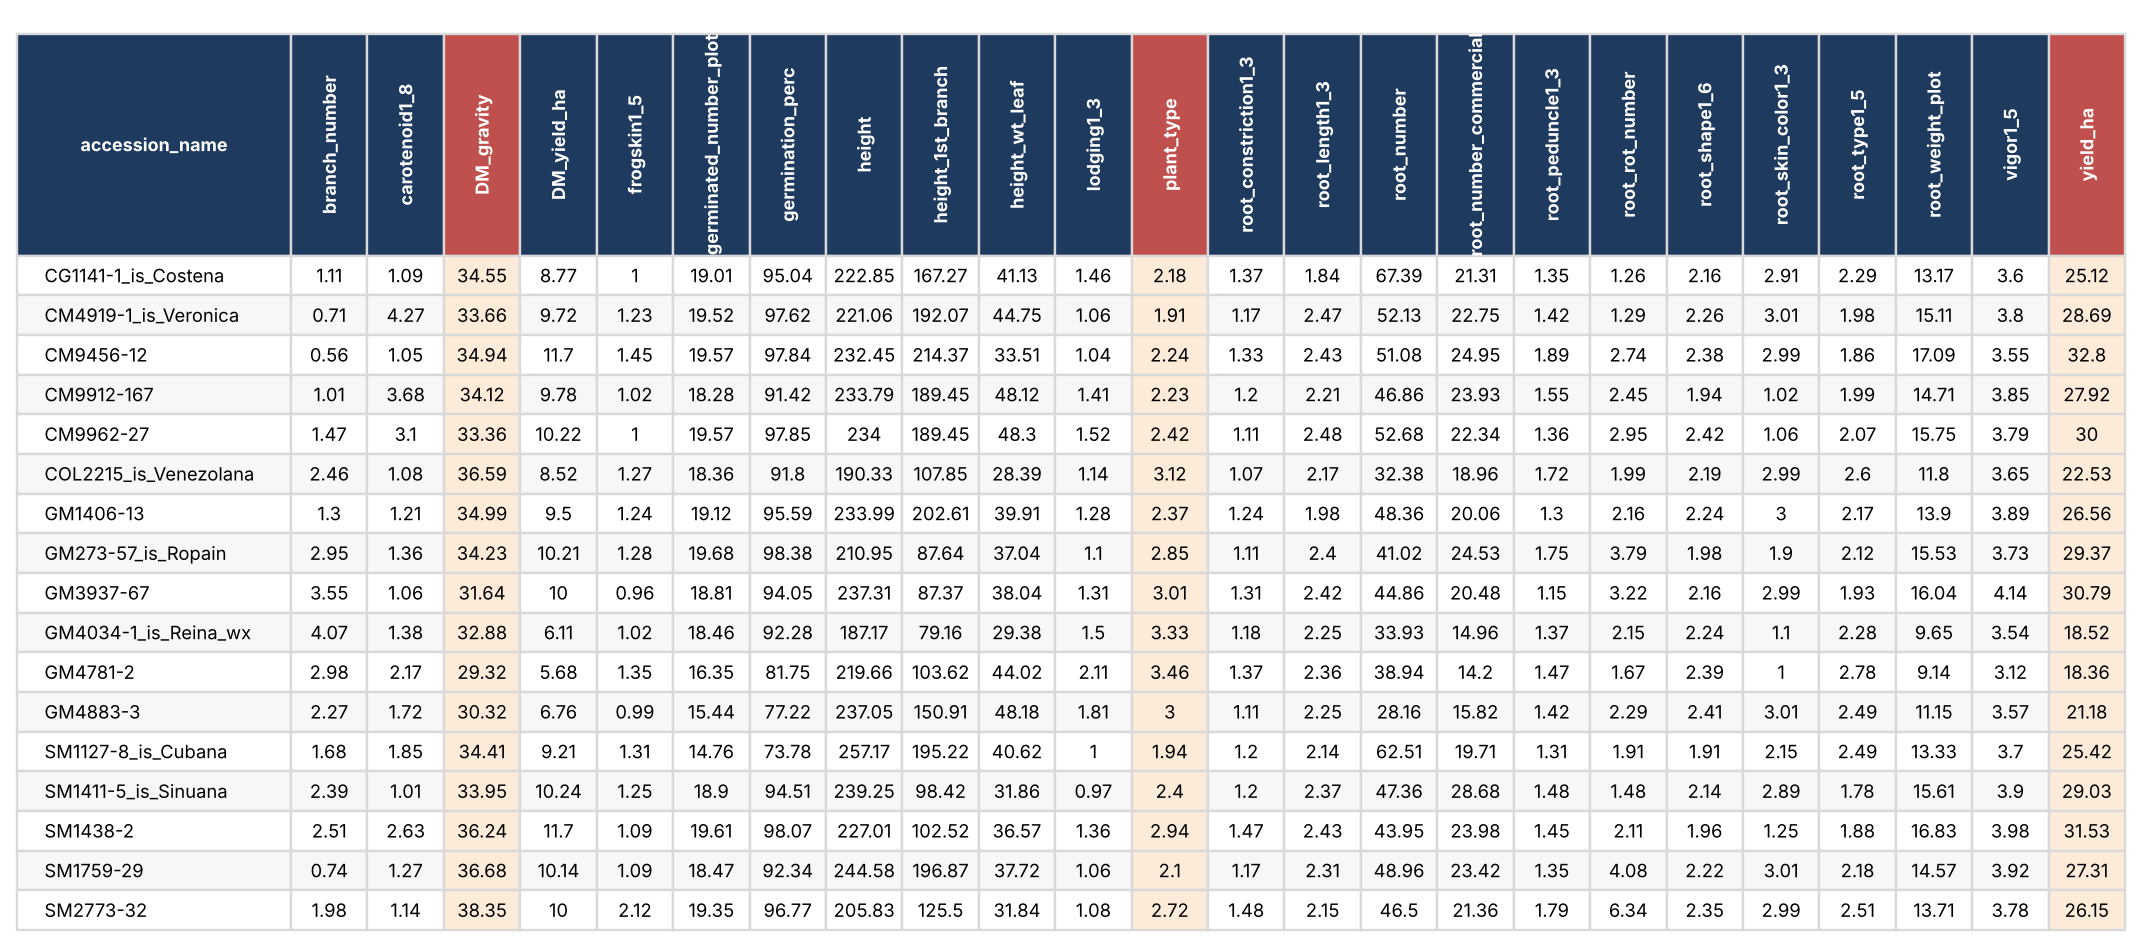 accession_name branch_number carotenoid1_8 DM_gravity DM_yield_ha frogskin1_5 germinated_number_plot germination_perc height height_1st_branch height_wt_leaf lodging1_3 plant_type root_constriction1_3 root_length1_3 root_number root_number_commercial root_peduncle1_3 root_rot_number root_shape1_6 root_skin_color1_3 root_type1_5 root_weight_plot vigor1_5 yield_ha
CG1141-1_is_Costena 1.11 1.09 34.55 8.77 1 19.01 95.04 222.85 167.27 41.13 1.46 2.18 1.37 1.84 67.39 21.31 1.35 1.26 2.16 2.91 2.29 13.17 3.6 25.12
CM4919-1_is_Veronica 0.71 4.27 33.66 9.72 1.23 19.52 97.62 221.06 192.07 44.75 1.06 1.91 1.17 2.47 52.13 22.75 1.42 1.29 2.26 3.01 1.98 15.11 3.8 28.69
CM9456-12 0.56 1.05 34.94 11.7 1.45 19.57 97.84 232.45 214.37 33.51 1.04 2.24 1.33 2.43 51.08 24.95 1.89 2.74 2.38 2.99 1.86 17.09 3.55 32.8
CM9912-167 1.01 3.68 34.12 9.78 1.02 18.28 91.42 233.79 189.45 48.12 1.41 2.23 1.2 2.21 46.86 23.93 1.55 2.45 1.94 1.02 1.99 14.71 3.85 27.92
CM9962-27 1.47 3.1 33.36 10.22 1 19.57 97.85 234 189.45 48.3 1.52 2.42 1.11 2.48 52.68 22.34 1.36 2.95 2.42 1.06 2.07 15.75 3.79 30
COL2215_is_Venezolana 2.46 1.08 36.59 8.52 1.27 18.36 91.8 190.33 107.85 28.39 1.14 3.12 1.07 2.17 32.38 18.96 1.72 1.99 2.19 2.99 2.6 11.8 3.65 22.53
GM1406-13 1.3 1.21 34.99 9.5 1.24 19.12 95.59 233.99 202.61 39.91 1.28 2.37 1.24 1.98 48.36 20.06 1.3 2.16 2.24 3 2.17 13.9 3.89 26.56
GM273-57_is_Ropain 2.95 1.36 34.23 10.21 1.28 19.68 98.38 210.95 87.64 37.04 1.1 2.85 1.11 2.4 41.02 24.53 1.75 3.79 1.98 1.9 2.12 15.53 3.73 29.37
GM3937-67 3.55 1.06 31.64 10 0.96 18.81 94.05 237.31 87.37 38.04 1.31 3.01 1.31 2.42 44.86 20.48 1.15 3.22 2.16 2.99 1.93 16.04 4.14 30.79
GM4034-1_is_Reina_wx 4.07 1.38 32.88 6.11 1.02 18.46 92.28 187.17 79.16 29.38 1.5 3.33 1.18 2.25 33.93 14.96 1.37 2.15 2.24 1.1 2.28 9.65 3.54 18.52
GM4781-2 2.98 2.17 29.32 5.68 1.35 16.35 81.75 219.66 103.62 44.02 2.11 3.46 1.37 2.36 38.94 14.2 1.47 1.67 2.39 1 2.78 9.14 3.12 18.36
GM4883-3 2.27 1.72 30.32 6.76 0.99 15.44 77.22 237.05 150.91 48.18 1.81 3 1.11 2.25 28.16 15.82 1.42 2.29 2.41 3.01 2.49 11.15 3.57 21.18
SM1127-8_is_Cubana 1.68 1.85 34.41 9.21 1.31 14.76 73.78 257.17 195.22 40.62 1 1.94 1.2 2.14 62.51 19.71 1.31 1.91 1.91 2.15 2.49 13.33 3.7 25.42
SM1411-5_is_Sinuana 2.39 1.01 33.95 10.24 1.25 18.9 94.51 239.25 98.42 31.86 0.97 2.4 1.2 2.37 47.36 28.68 1.48 1.48 2.14 2.89 1.78 15.61 3.9 29.03
SM1438-2 2.51 2.63 36.24 11.7 1.09 19.61 98.07 227.01 102.52 36.57 1.36 2.94 1.47 2.43 43.95 23.98 1.45 2.11 1.96 1.25 1.88 16.83 3.98 31.53
SM1759-29 0.74 1.27 36.68 10.14 1.09 18.47 92.34 244.58 196.87 37.72 1.06 2.1 1.17 2.31 48.96 23.42 1.35 4.08 2.22 3.01 2.18 14.57 3.92 27.31
SM2773-32 1.98 1.14 38.35 10 2.12 19.35 96.77 205.83 125.5 31.84 1.08 2.72 1.48 2.15 46.5 21.36 1.79 6.34 2.35 2.99 2.51 13.71 3.78 26.15